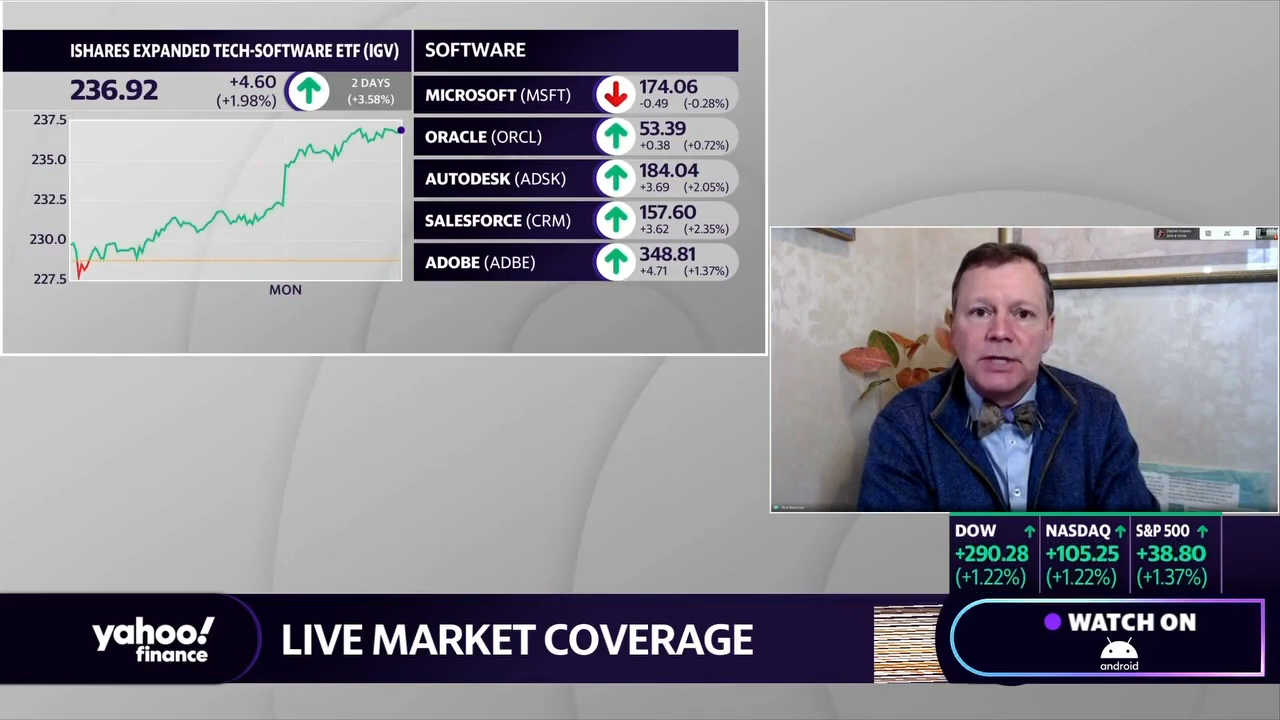 ISHARES EXPANDED TECH-SOFTWARE ETF (IGV)
236.92
+4.60
(+1.98%)
2 DAYS
(+3.58%)
237.5
235.0
232.5
230.0
227.5
MON
SOFTWARE
MICROSOFT (MSFT)
174.06
-0.49 (-0.28%)
ORACLE (ORCL)
53.39
+0.38 (+0.72%)
AUTODESK (ADSK)
184.04
+3.69 (+2.05%)
SALESFORCE (CRM)
157.60
+3.62 (+2.35%)
ADOBE (ADBE)
348.81
+4.71 (+1.37%)
DOW
+290.28
(+1.22%)
NASDAQ
+105.25
(+1.22%)
S&P 500
+38.80
(+1.37%)
yahoo!
finance
LIVE MARKET COVERAGE
WATCH ON
android